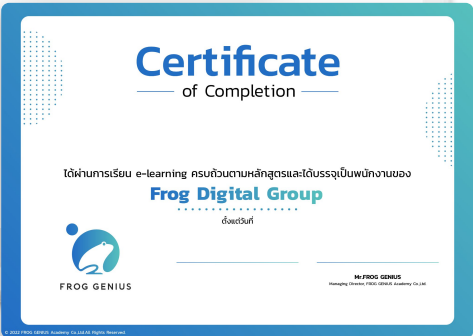 Certificate
of Completion
ได้ผ่านการเรียน e-learning ครบถ้วนตามหลักสูตรและได้บรรจุเป็นพนักงานของ
Frog Digital Group
ตั้งแต่วันที่
FROG GENIUS
Mr.FROG GENIUS
Managing Director, FROG GENIUS Academy Co.,Ltd.
© 2022 FROG GENIUS Academy Co.,Ltd.All Rights Reserved